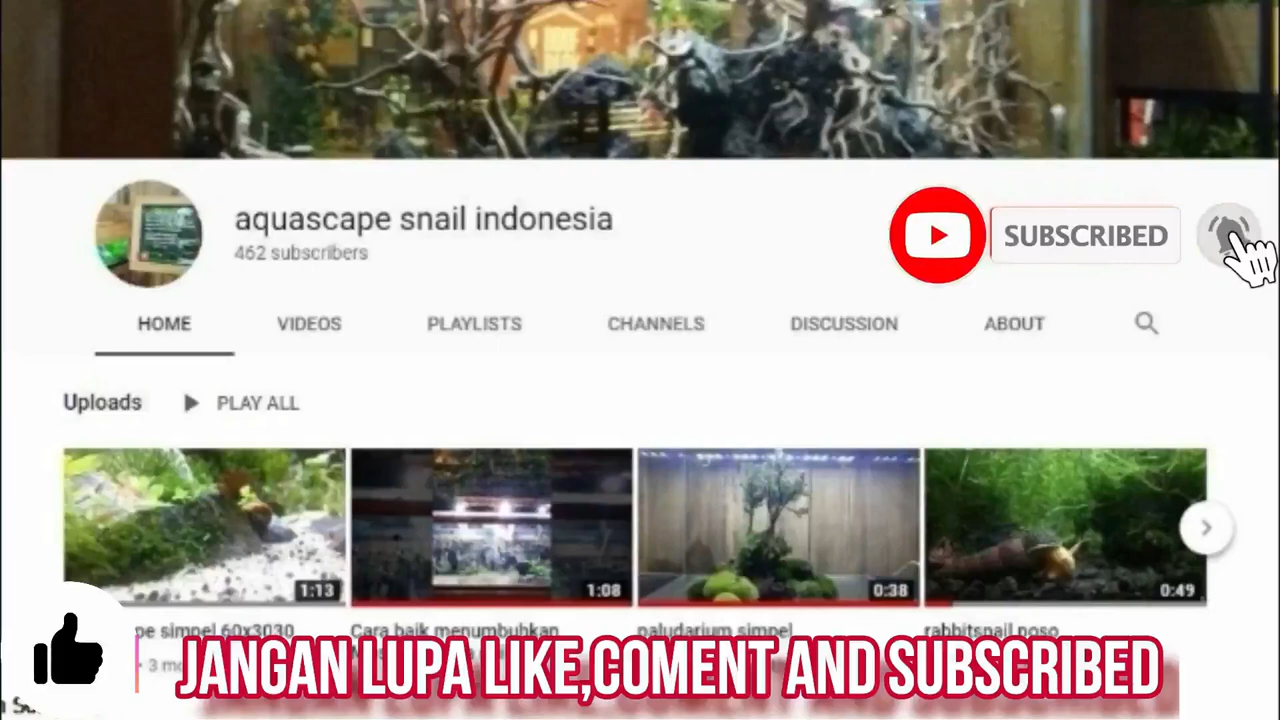 aquascape snail indonesia
462 subscribers
SUBSCRIBED
HOME VIDEOS PLAYLISTS CHANNELS DISCUSSION ABOUT
Uploads PLAY ALL
1:13 1:08 0:38 0:49
pe simpel 60x3030 Cara baik menumbuhkan paludarium simpel rabbitsnail poso
JANGAN LUPA LIKE,COMENT AND SUBSCRIBED